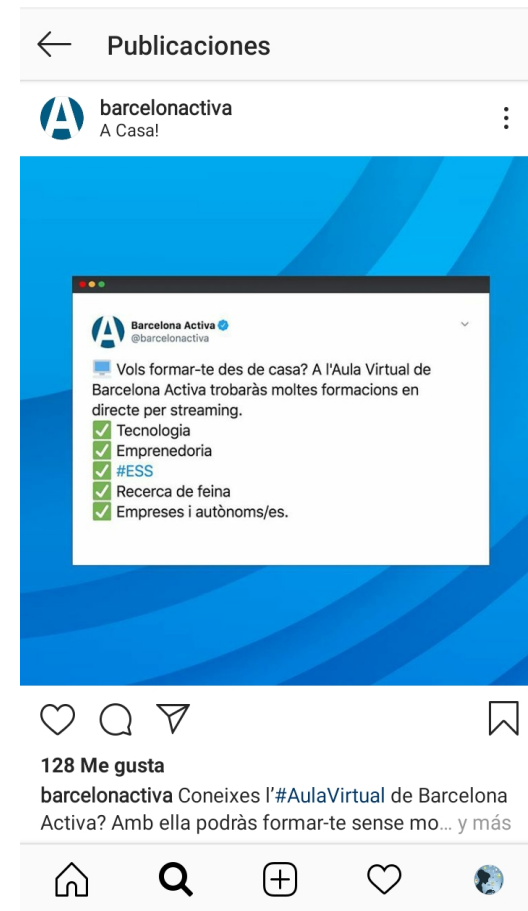 Publicaciones
barcelonactiva
A Casa!
Barcelona Activa
@barcelonactiva
Vols formar-te des de casa? A l'Aula Virtual de
Barcelona Activa trobaràs moltes formacions en
directe per streaming.
Tecnologia
Emprenedoria
#ESS
Recerca de feina
Empreses i autònoms/es.
128 Me gusta
barcelonactiva Coneixes l'#AulaVirtual de Barcelona
Activa? Amb ella podràs formar-te sense mo... y más